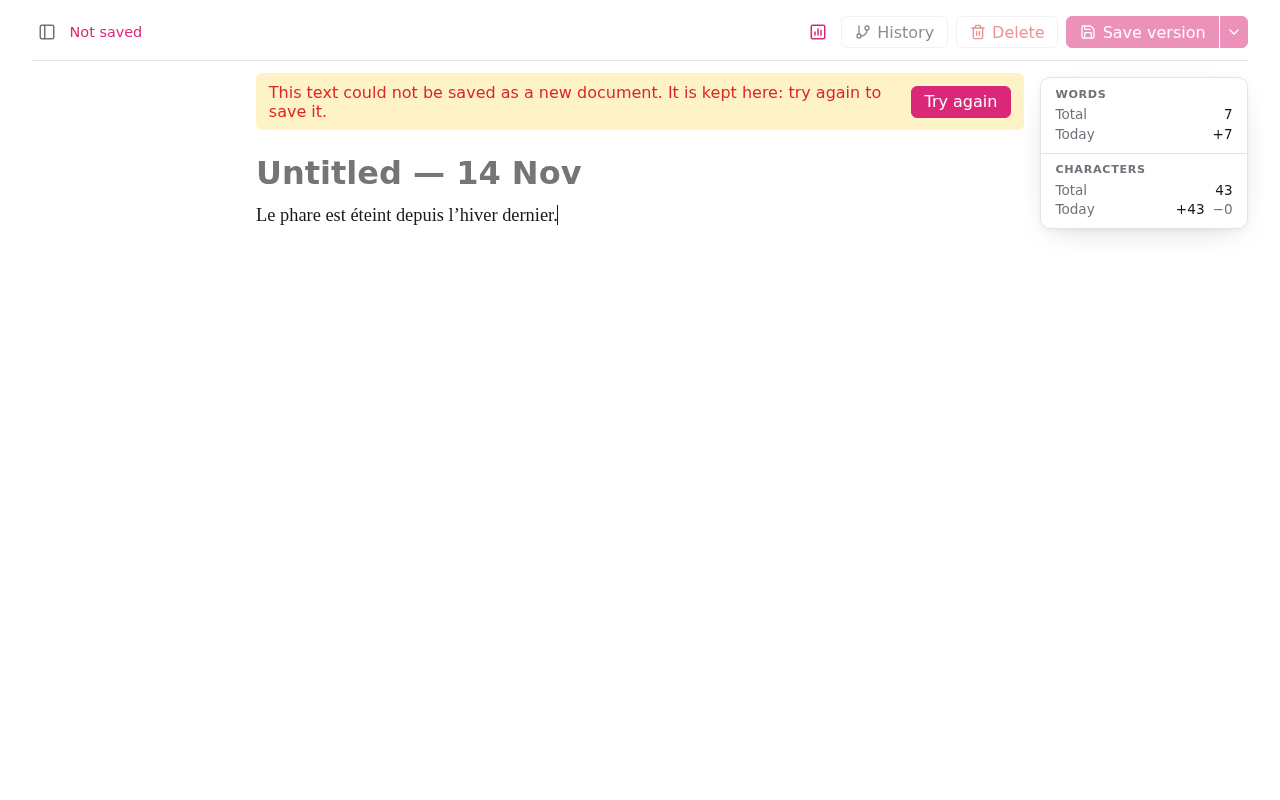 Not saved
History
Delete
Save version
This text could not be saved as a new document. It is kept here: try again to
save it.
Try again
WORDS
Total 7
Today +7
CHARACTERS
Total 43
Today +43 −0
Untitled — 14 Nov
Le phare est éteint depuis l’hiver dernier.